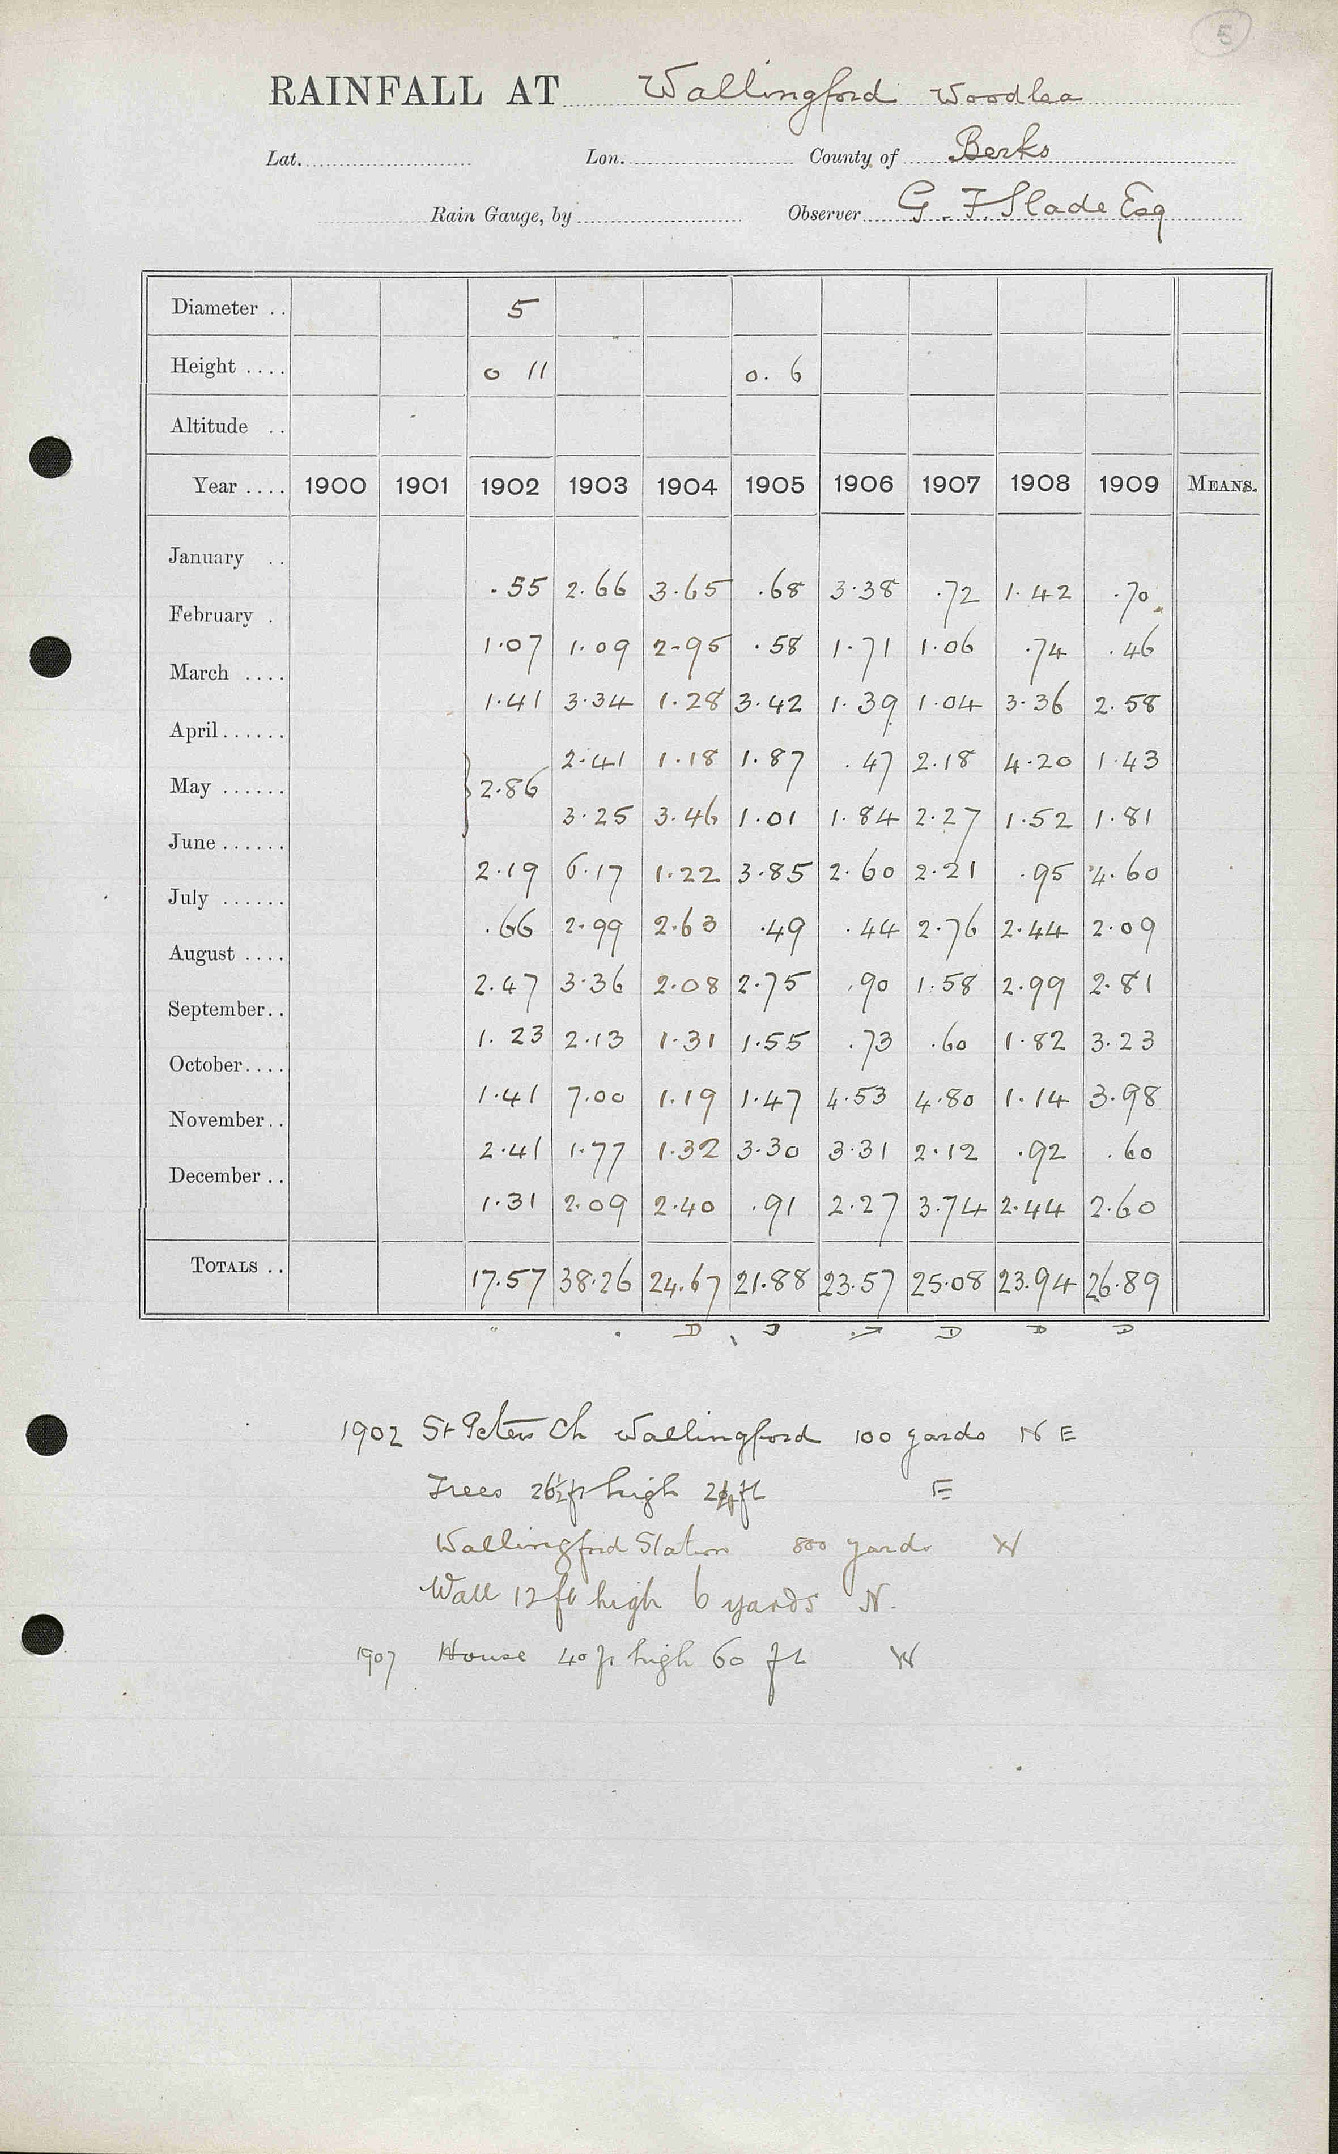 5
RAINFALL AT Wallingford Woodlea
Lat. Lon. County of Berks
Rain Gauge, by Observer G. F. Slade Esq
Diameter .. 5
Height .... 0 11 0. 6
Altitude ..
Year .... 1900 1901 1902 1903 1904 1905 1906 1907 1908 1909 MEANS.
January .. .55 2.66 3.65 .68 3.38 .72 1.42 .70
February . 1.07 1.09 2.95 .58 1.71 1.06 .74 .46
March .... 1.41 3.34 1.28 3.42 1.39 1.04 3.36 2.58
April...... 2.41 1.18 1.87 .47 2.18 4.20 1.43
May ...... } 2.86 3.25 3.46 1.01 1.84 2.27 1.52 1.81
June ...... 2.19 6.17 1.22 3.85 2.60 2.21 .95 4.60
July ...... .66 2.99 2.63 .49 .44 2.76 2.44 2.09
August .... 2.47 3.36 2.08 2.75 .90 1.58 2.99 2.81
September.. 1.23 2.13 1.31 1.55 .73 .60 1.82 3.23
October.... 1.41 7.00 1.19 1.47 4.53 4.80 1.14 3.98
November.. 2.41 1.77 1.32 3.30 3.31 2.12 .92 .60
December .. 1.31 2.09 2.40 .91 2.27 3.74 2.44 2.60
TOTALS .. 17.57 38.26 24.67 21.88 23.57 25.08 23.94 26.89
D D D D
1902 St Peters Ch Wallingford 100 yards N E
Trees 26½ ft high ft E
Wallingford Station 800 yards W
Wall 12 ft high 6 yards N.
1907 House 40 ft high 60 ft W